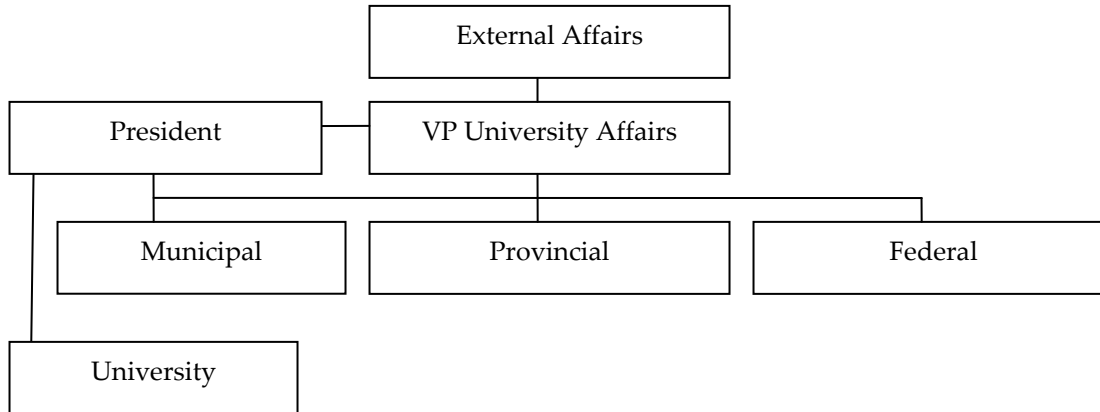 External Affairs
President
VP University Affairs
Municipal
Provincial
Federal
University